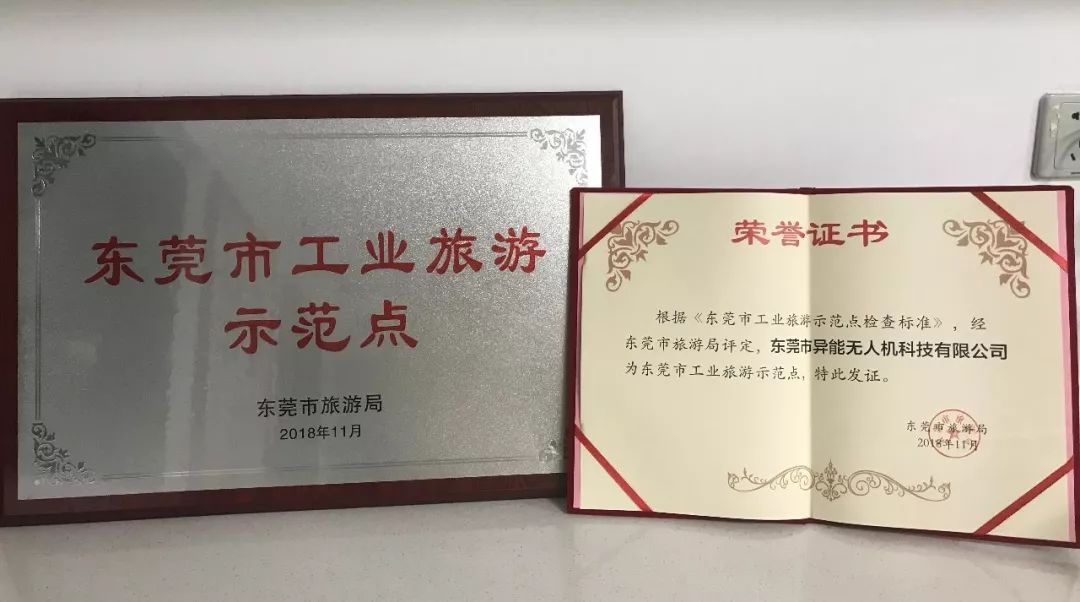 东莞市工业旅游
示范点
东莞市旅游局
2018年11月
荣誉证书
根据《东莞市工业旅游示范点检查标准》，经
东莞市旅游局评定，东莞市异能无人机科技有限公司
为东莞市工业旅游示范点，特此发证。
东莞市旅游局
2018年11月